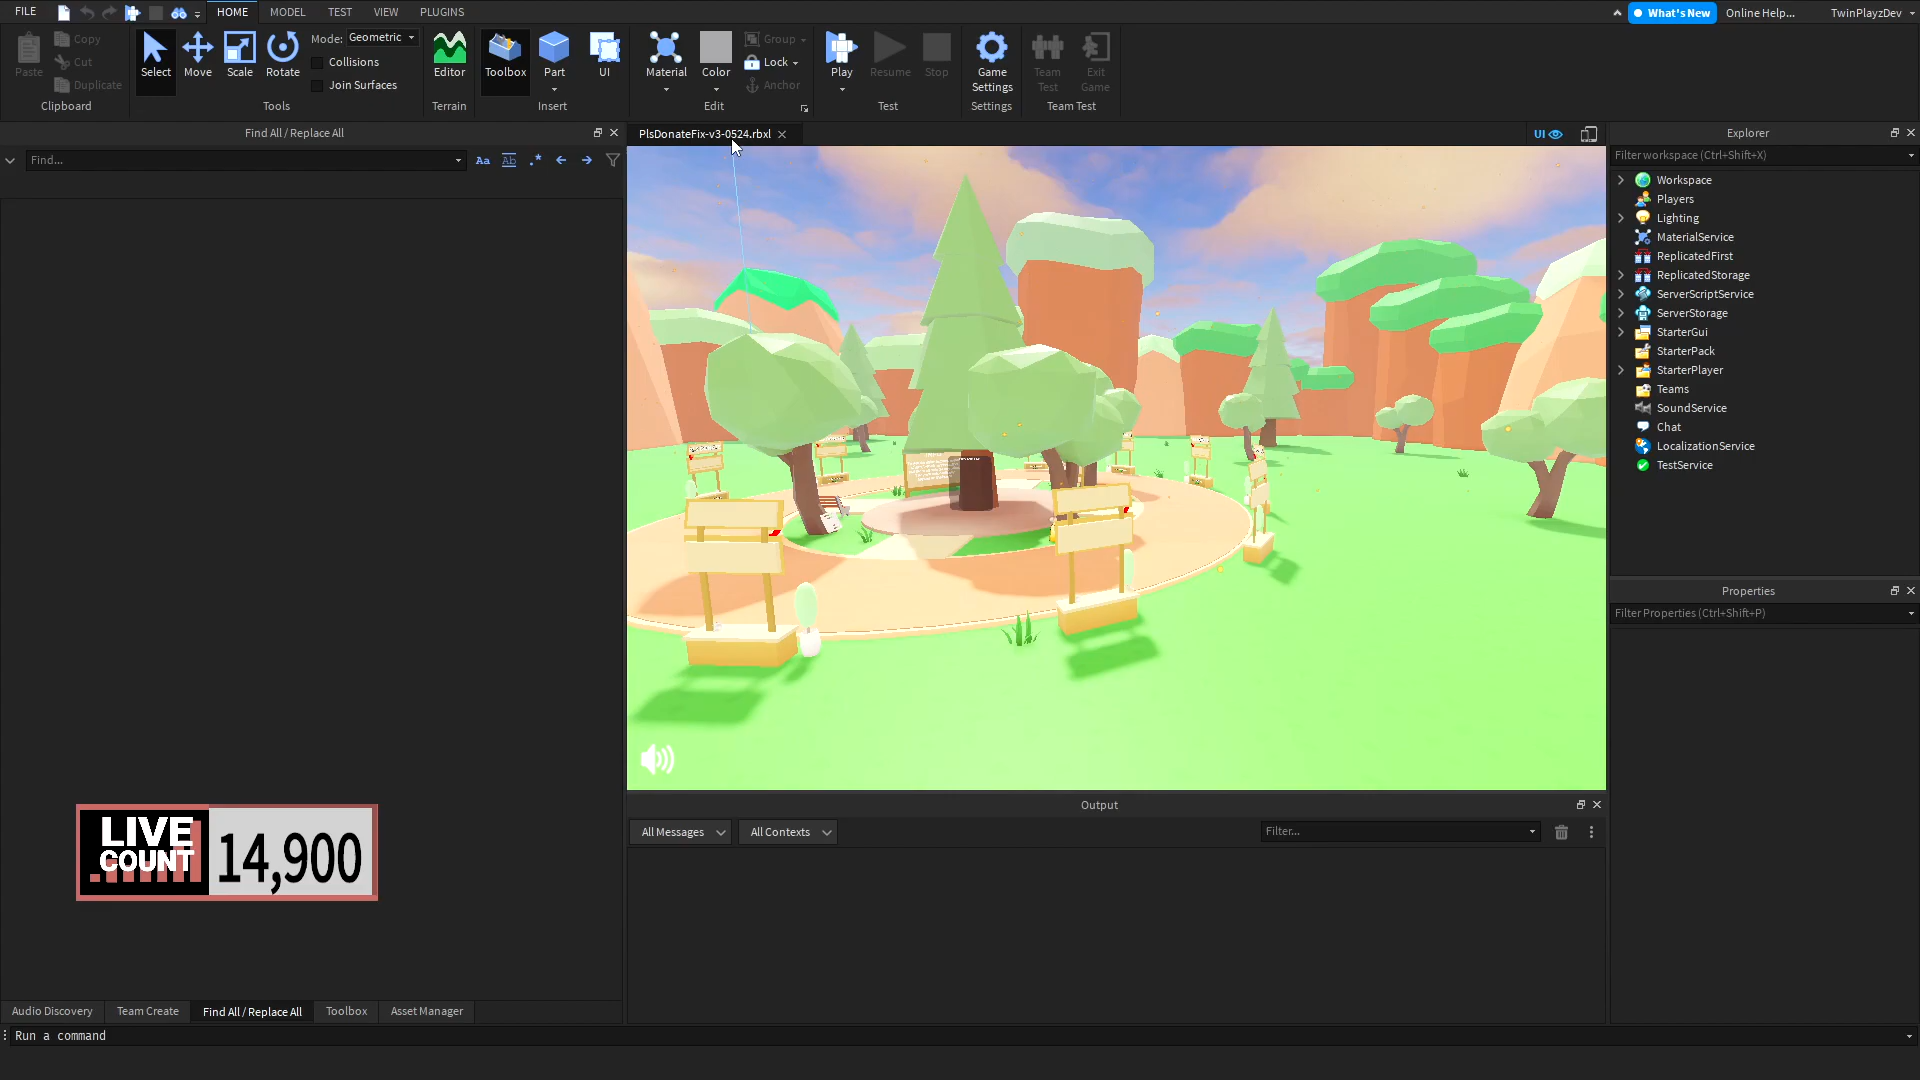 FILE
HOME
MODEL
TEST
VIEW
PLUGINS
What's New
Online Help...
TwinPlayzDev
Paste
Copy
Cut
Duplicate
Clipboard
Select
Move
Scale
Rotate
Mode: Geometric
Collisions
Join Surfaces
Tools
Editor
Terrain
Toolbox
Part
UI
Insert
Material
Color
Group
Lock
Anchor
Edit
Play
Resume
Stop
Test
Game
Settings
Settings
Team
Test
Exit
Game
Team Test
Find All / Replace All
Find...
Aa
Ab
.*
PlsDonateFix-v3-0524.rbxl
UI
Explorer
Filter workspace (Ctrl+Shift+X)
Workspace
Players
Lighting
MaterialService
ReplicatedFirst
ReplicatedStorage
ServerScriptService
ServerStorage
StarterGui
StarterPack
StarterPlayer
Teams
SoundService
Chat
LocalizationService
TestService
Properties
Filter Properties (Ctrl+Shift+P)
Output
All Messages
All Contexts
Filter...
LIVE
COUNT
14,900
Audio Discovery
Team Create
Find All / Replace All
Toolbox
Asset Manager
Run a command